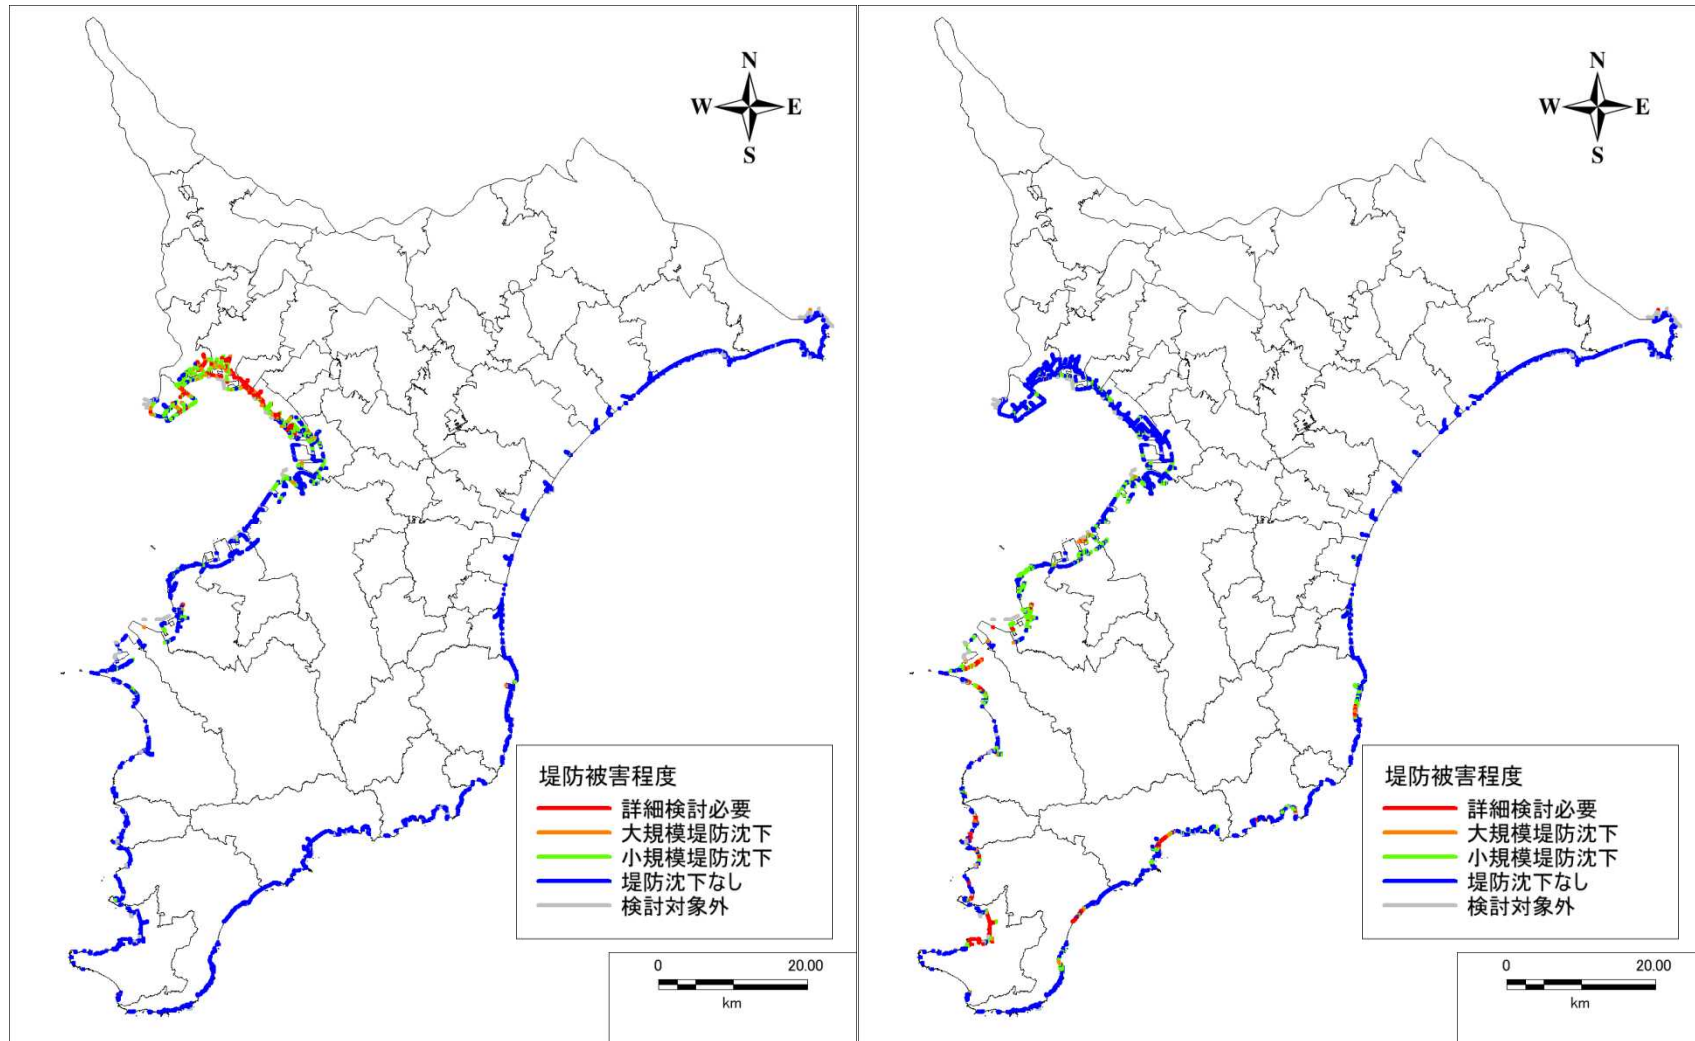 N
W E
S
堤防被害程度
詳細検討必要
大規模堤防沈下
小規模堤防沈下
堤防沈下なし
検討対象外
0 20.00
km
N
W E
S
堤防被害程度
詳細検討必要
大規模堤防沈下
小規模堤防沈下
堤防沈下なし
検討対象外
0 20.00
km